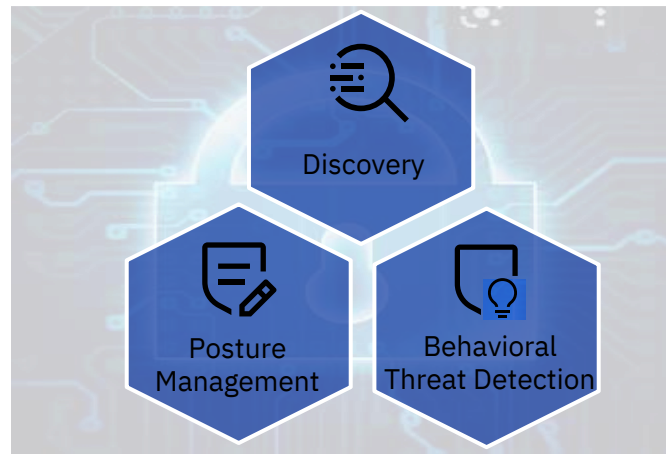 Discovery
Posture
Management
Behavioral
Threat Detection